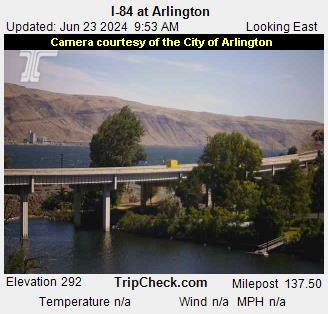 I-84 at Arlington
Updated: Jun 23 2024 9:53 AM Looking East
Camera courtesy of the City of Arlington
Elevation 292 TripCheck.com Milepost 137.50
Temperature n/a Wind n/a MPH n/a